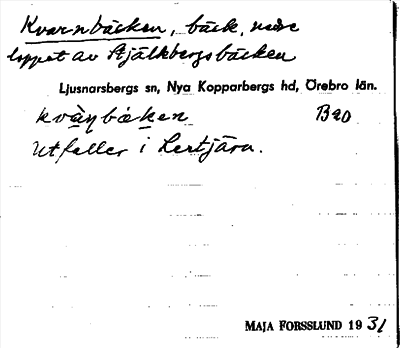 Kvarnbäcken, bäck, nedre
loppet av Stjälkbergsbäcken
Ljusnarsbergs sn, Nya Kopparbergs hd, Örebro län.
kvàṇbäken B20
Utfaller i Lertjärn.
MAJA FORSSLUND 1931